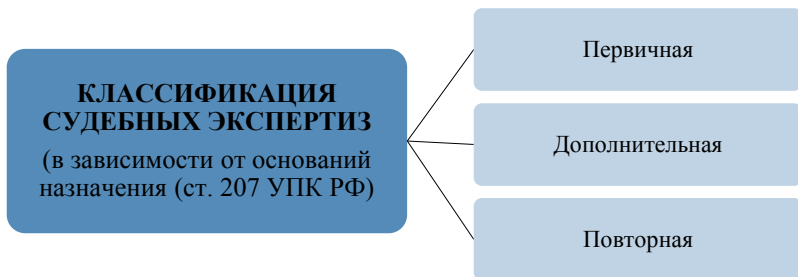 КЛАССИФИКАЦИЯ
СУДЕБНЫХ ЭКСПЕРТИЗ
(в зависимости от оснований
назначения (ст. 207 УПК РФ)
Первичная
Дополнительная
Повторная